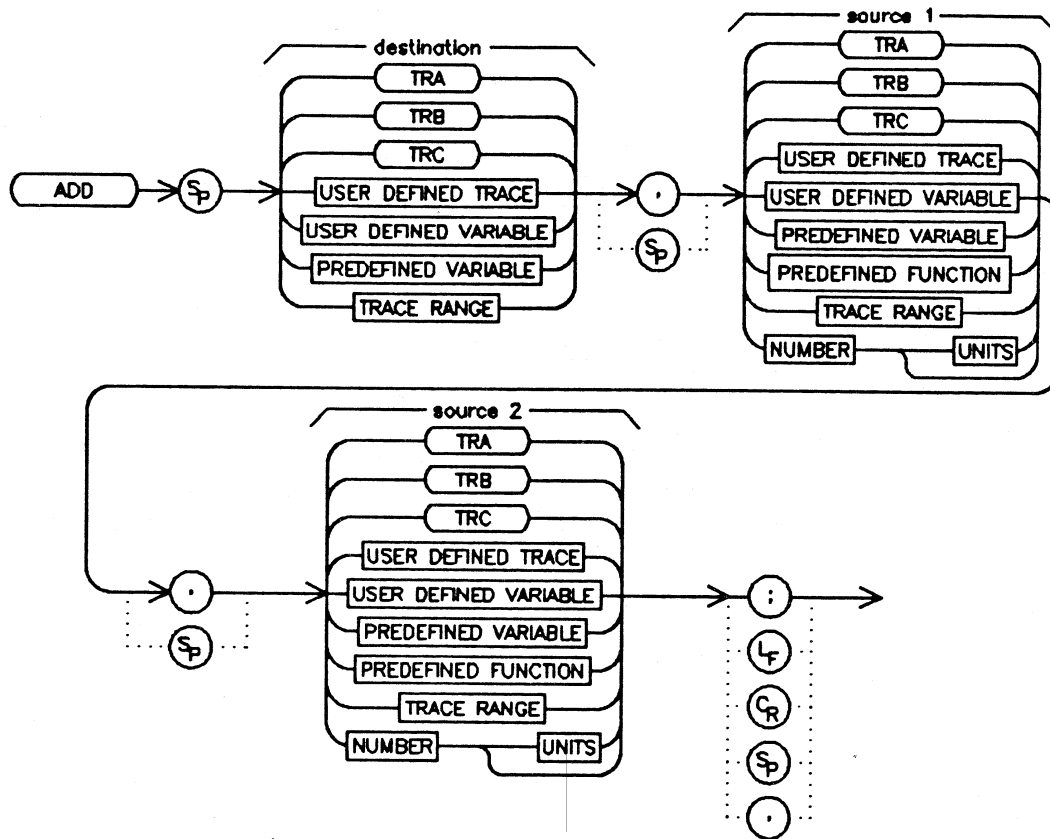 destination
TRA
TRB
TRC
USER DEFINED TRACE
USER DEFINED VARIABLE
PREDEFINED VARIABLE
TRACE RANGE
ADD
SP
,
SP
source 1
TRA
TRB
TRC
USER DEFINED TRACE
USER DEFINED VARIABLE
PREDEFINED VARIABLE
PREDEFINED FUNCTION
TRACE RANGE
NUMBER UNITS
,
SP
source 2
TRA
TRB
TRC
USER DEFINED TRACE
USER DEFINED VARIABLE
PREDEFINED VARIABLE
PREDEFINED FUNCTION
TRACE RANGE
NUMBER UNITS
;
LF
CR
SP
,